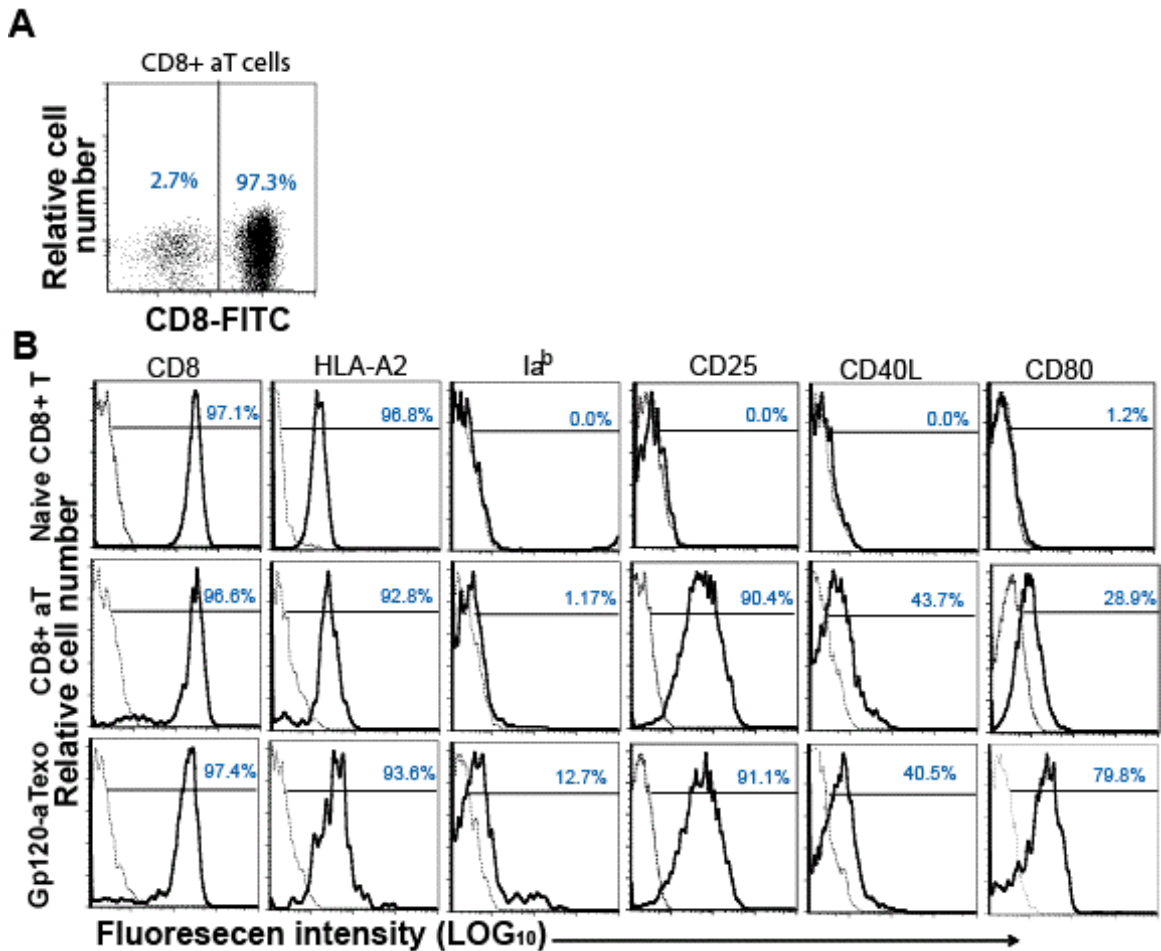 A
CD8+ aT cells
Relative cell
number
2.7%
97.3%
CD8-FITC
B
CD8
HLA-A2
Iaᵇ
CD25
CD40L
CD80
Naive CD8+ T
97.1%
96.8%
0.0%
0.0%
0.0%
1.2%
CD8+ aT
96.6%
92.8%
1.17%
90.4%
43.7%
28.9%
Gp120-aTexo
97.4%
93.6%
12.7%
91.1%
40.5%
79.8%
Relative cell number
Fluoresecen intensity (LOG₁₀)